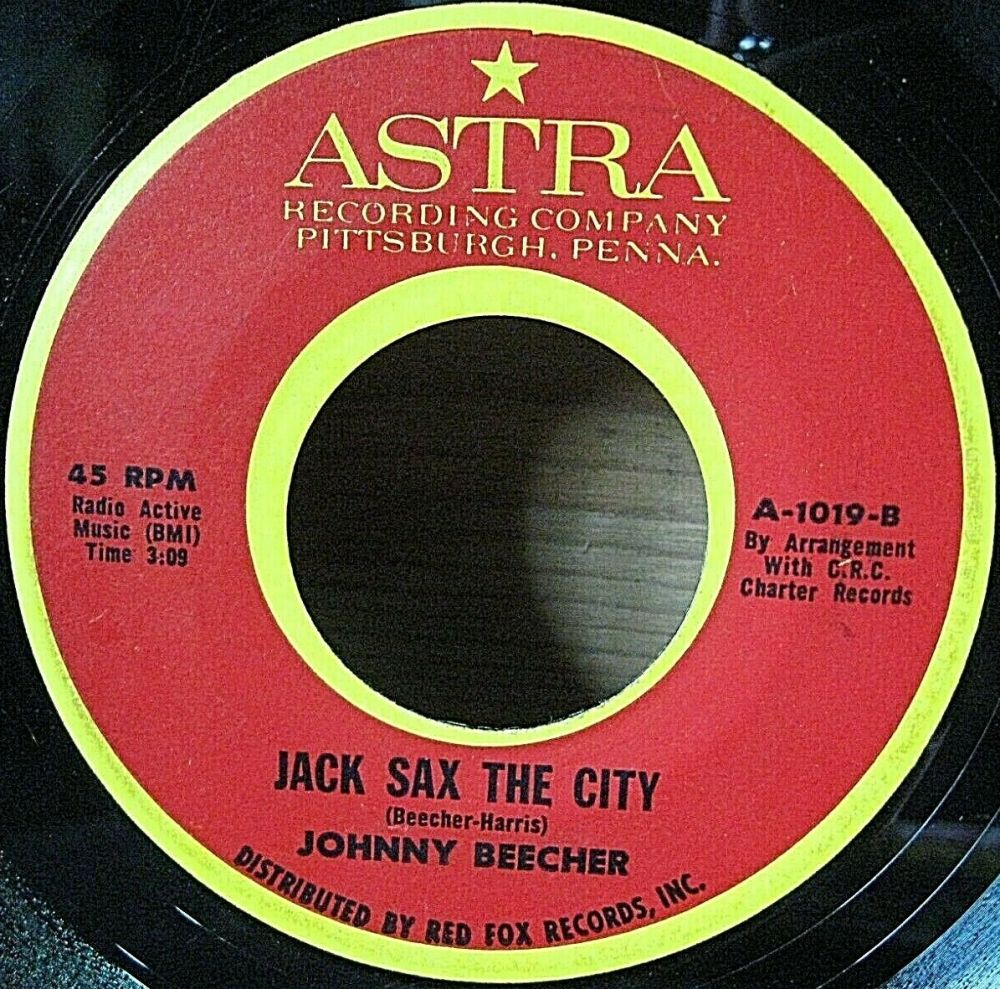 ASTRA
RECORDING COMPANY
PITTSBURGH, PENNA.
45 RPM
Radio Active
Music (BMI)
Time 3:09
A-1019-B
By Arrangement
With C.R.C.
Charter Records
JACK SAX THE CITY
(Beecher-Harris)
JOHNNY BEECHER
DISTRIBUTED BY RED FOX RECORDS, INC.